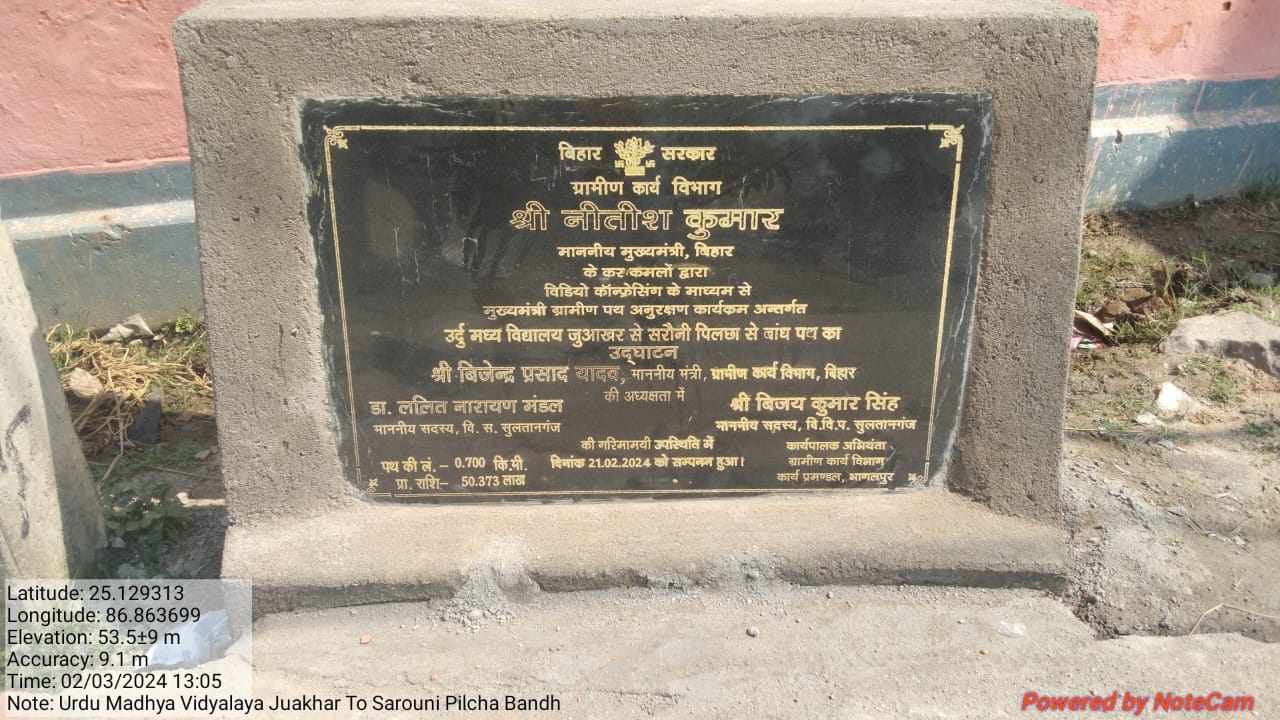 बिहार सरकार
ग्रामीण कार्य विभाग
श्री नीतीश कुमार
माननीय मुख्यमंत्री, बिहार
के कर कमलों द्वारा
विडियो कॉन्फ्रेसिंग के माध्यम से
मुख्यमंत्री ग्रामीण पथ अनुरक्षण कार्यक्रम अन्तर्गत
उर्दु मध्य विद्यालय जुआखर से सरौनी पिलछा से बांध पथ का
उद्घाटन
श्री बिजेन्द्र प्रसाद यादव, माननीय मंत्री, ग्रामीण कार्य विभाग, बिहार
की अध्यक्षता में
डा. ललित नारायण मंडल
माननीय सदस्य, वि. स. सुलतानगंज
श्री बिजय कुमार सिंह
माननीय सदस्य, बि.वि.प. सुलतानगंज
की गरिमामयी उपस्थिति में
दिनांक 21.02.2024 को सम्पनन हुआ।
पथ की लं.– 0.700 कि.मी.
प्रा. राशि– 50.373 लाख
कार्यपालक अभियंता
ग्रामीण कार्य विभाग
कार्य प्रमण्डल, भागलपुर
Latitude: 25.129313
Longitude: 86.863699
Elevation: 53.5±9 m
Accuracy: 9.1 m
Time: 02/03/2024 13:05
Note: Urdu Madhya Vidyalaya Juakhar To Sarouni Pilcha Bandh
Powered by NoteCam